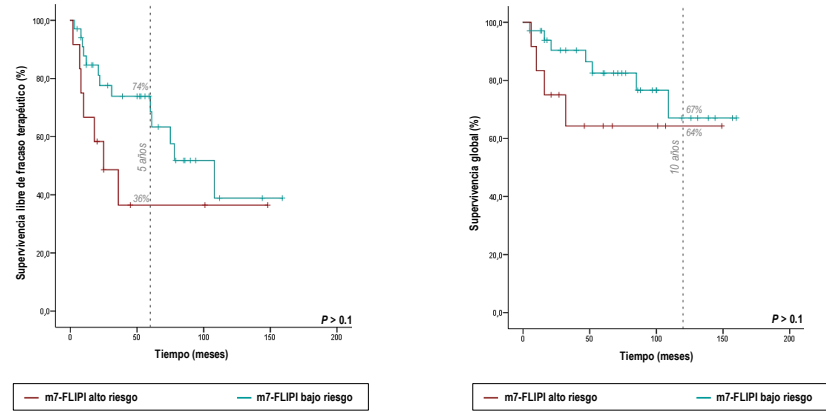 Supervivencia libre de fracaso terapéutico (%)
100,0
80,0
60,0
40,0
20,0
0,0
74%
5 años
36%
P > 0.1
0
50
100
150
200
Tiempo (meses)
m7-FLIPI alto riesgo
m7-FLIPI bajo riesgo
Supervivencia global (%)
100,0
80,0
60,0
40,0
20,0
0,0
67%
64%
10 años
P > 0.1
0
50
100
150
200
Tiempo (meses)
m7-FLIPI alto riesgo
m7-FLIPI bajo riesgo